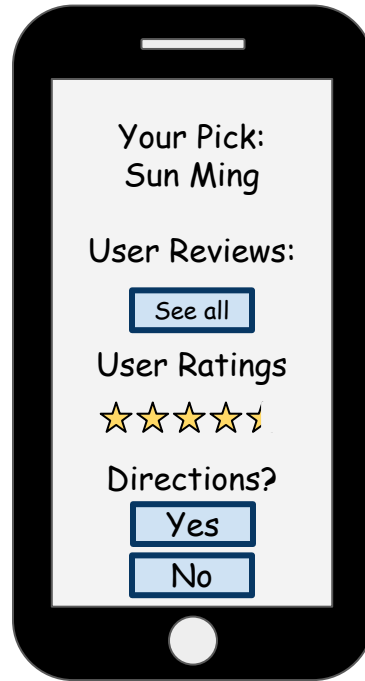 Your Pick:
Sun Ming
User Reviews:
See all
User Ratings
Directions?
Yes
No